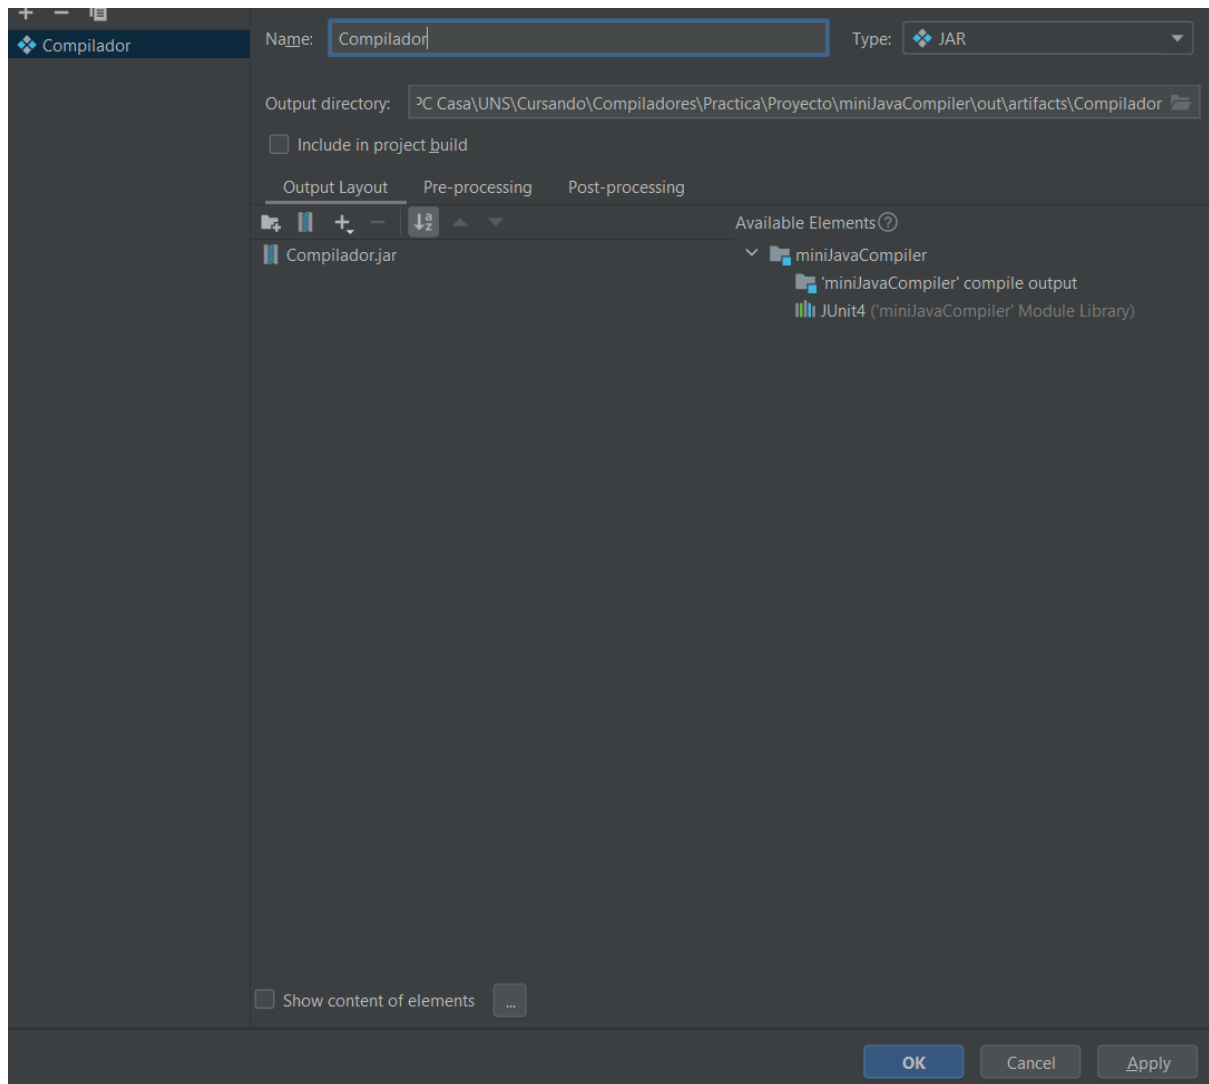 Compilador
Name: Compilador
Type: JAR
Output directory: PC Casa\UNS\Cursando\Compiladores\Practica\Proyecto\miniJavaCompiler\out\artifacts\Compilador
Include in project build
Output Layout Pre-processing Post-processing
Available Elements ?
Compilador.jar
miniJavaCompiler
'miniJavaCompiler' compile output
JUnit4 ('miniJavaCompiler' Module Library)
Show content of elements ...
OK Cancel Apply